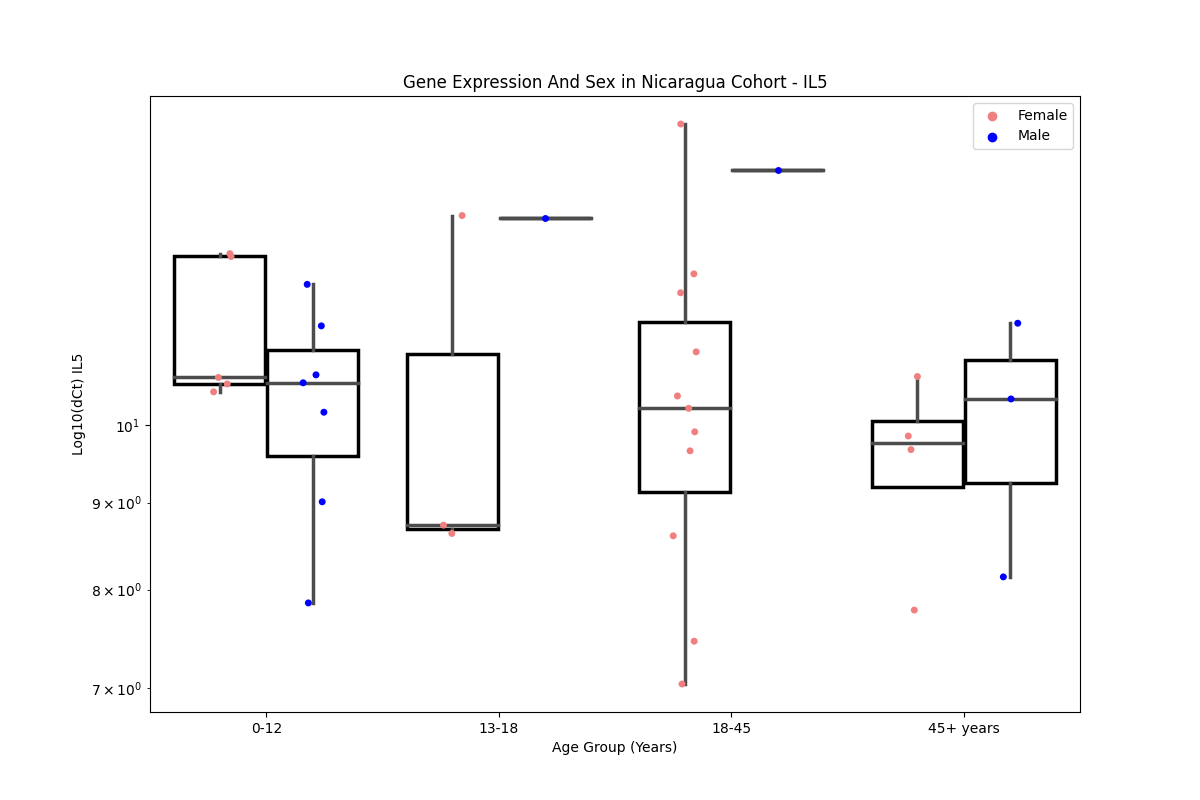 Gene Expression And Sex in Nicaragua Cohort - IL5
Female
Male
Log10(dCt) IL5
10¹
9 × 10⁰
8 × 10⁰
7 × 10⁰
0-12 13-18 18-45 45+ years
Age Group (Years)